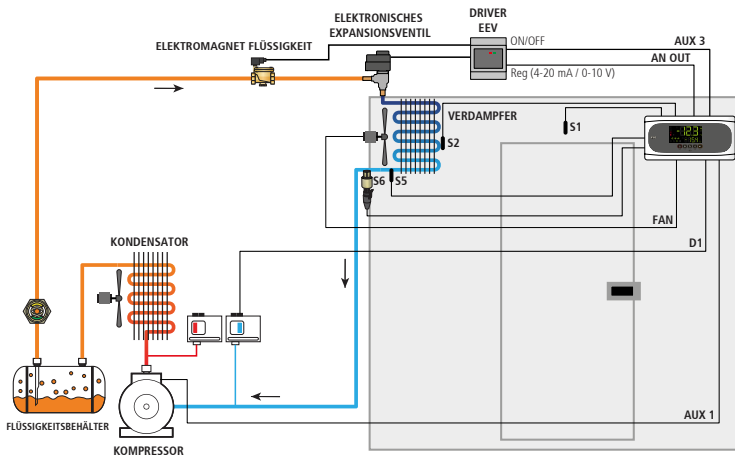 ELEKTRONISCHES
EXPANSIONSVENTIL
DRIVER
EEV
ELEKTROMAGNET FLÜSSIGKEIT
ON/OFF
AUX 3
AN OUT
Reg (4-20 mA / 0-10 V)
VERDAMPFER
S1
S2
S6
S5
FAN
D1
KONDENSATOR
FLÜSSIGKEITSBEHÄLTER
KOMPRESSOR
AUX 1